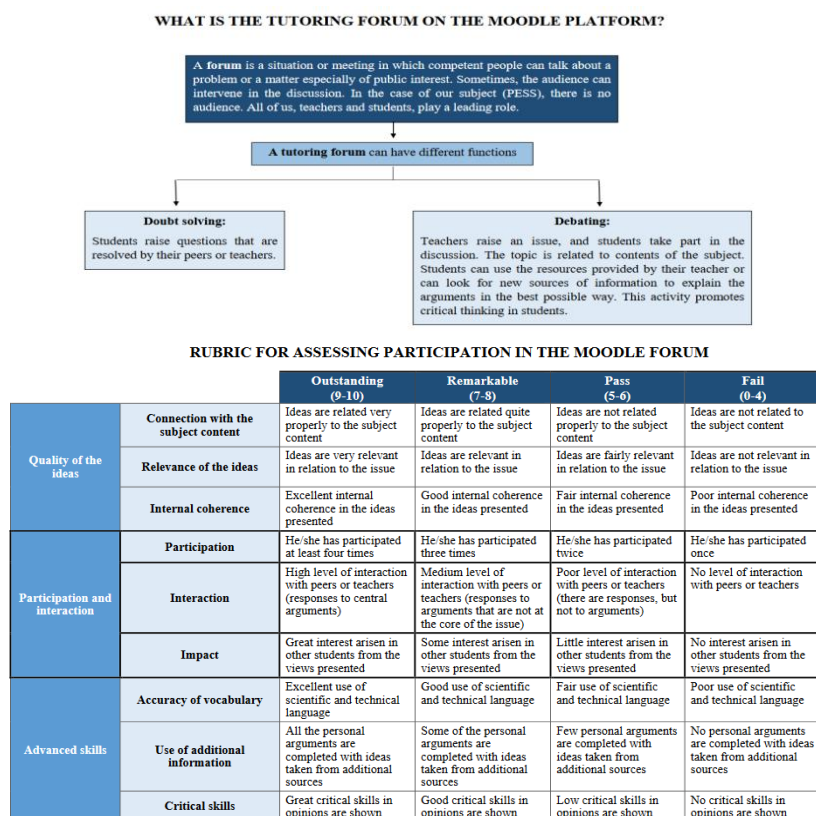 WHAT IS THE TUTORING FORUM ON THE MOODLE PLATFORM?
A forum is a situation or meeting in which competent people can talk about a
problem or a matter especially of public interest. Sometimes, the audience can
intervene in the discussion. In the case of our subject (PESS), there is no
audience. All of us, teachers and students, play a leading role.
A tutoring forum can have different functions
Doubt solving:
Students raise questions that are
resolved by their peers or teachers.
Debating:
Teachers raise an issue, and students take part in the
discussion. The topic is related to contents of the subject.
Students can use the resources provided by their teacher or
can look for new sources of information to explain the
arguments in the best possible way. This activity promotes
critical thinking in students.
RUBRIC FOR ASSESSING PARTICIPATION IN THE MOODLE FORUM
Outstanding
(9-10)
Remarkable
(7-8)
Pass
(5-6)
Fail
(0-4)
Quality of the
ideas
Connection with the
subject content
Ideas are related very
properly to the subject
content
Ideas are related quite
properly to the subject
content
Ideas are not related
properly to the subject
content
Ideas are not related to
the subject content
Relevance of the ideas
Ideas are very relevant
in relation to the issue
Ideas are relevant in
relation to the issue
Ideas are fairly relevant
in relation to the issue
Ideas are not relevant in
relation to the issue
Internal coherence
Excellent internal
coherence in the ideas
presented
Good internal coherence
in the ideas presented
Fair internal coherence
in the ideas presented
Poor internal coherence
in the ideas presented
Participation and
interaction
Participation
He/she has participated
at least four times
He/she has participated
three times
He/she has participated
twice
He/she has participated
once
Interaction
High level of interaction
with peers or teachers
(responses to central
arguments)
Medium level of
interaction with peers or
teachers (responses to
arguments that are not at
the core of the issue)
Poor level of interaction
with peers or teachers
(there are responses, but
not to arguments)
No level of interaction
with peers or teachers
Impact
Great interest arisen in
other students from the
views presented
Some interest arisen in
other students from the
views presented
Little interest arisen in
other students from the
views presented
No interest arisen in
other students from the
views presented
Advanced skills
Accuracy of vocabulary
Excellent use of
scientific and technical
language
Good use of scientific
and technical language
Fair use of scientific
and technical language
Poor use of scientific
and technical language
Use of additional
information
All the personal
arguments are
completed with ideas
taken from additional
sources
Some of the personal
arguments are
completed with ideas
taken from additional
sources
Few personal arguments
are completed with
ideas taken from
additional sources
No personal arguments
are completed with ideas
taken from additional
sources
Critical skills
Great critical skills in
opinions are shown
Good critical skills in
opinions are shown
Low critical skills in
opinions are shown
No critical skills in
opinions are shown